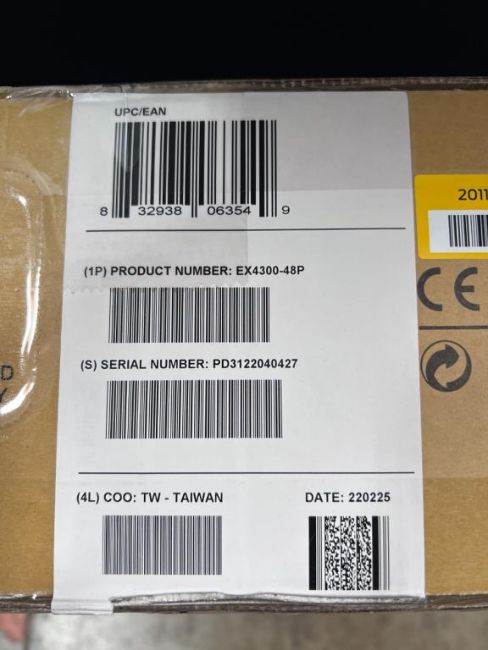 UPC/EAN
8 32938 06354 9
(1P) PRODUCT NUMBER: EX4300-48P
(S) SERIAL NUMBER: PD3122040427
(4L) COO: TW - TAIWAN
DATE: 220225
2011
CE
D